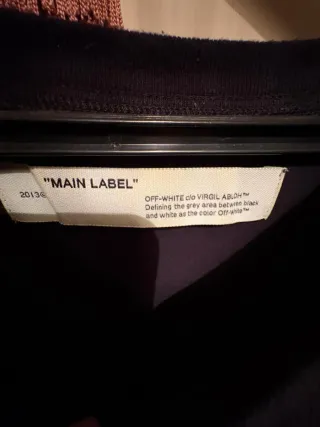 "MAIN LABEL"
2013©
OFF-WHITE c/o VIRGIL ABLOH™
Defining the grey area between black
and white as the color Off-white™